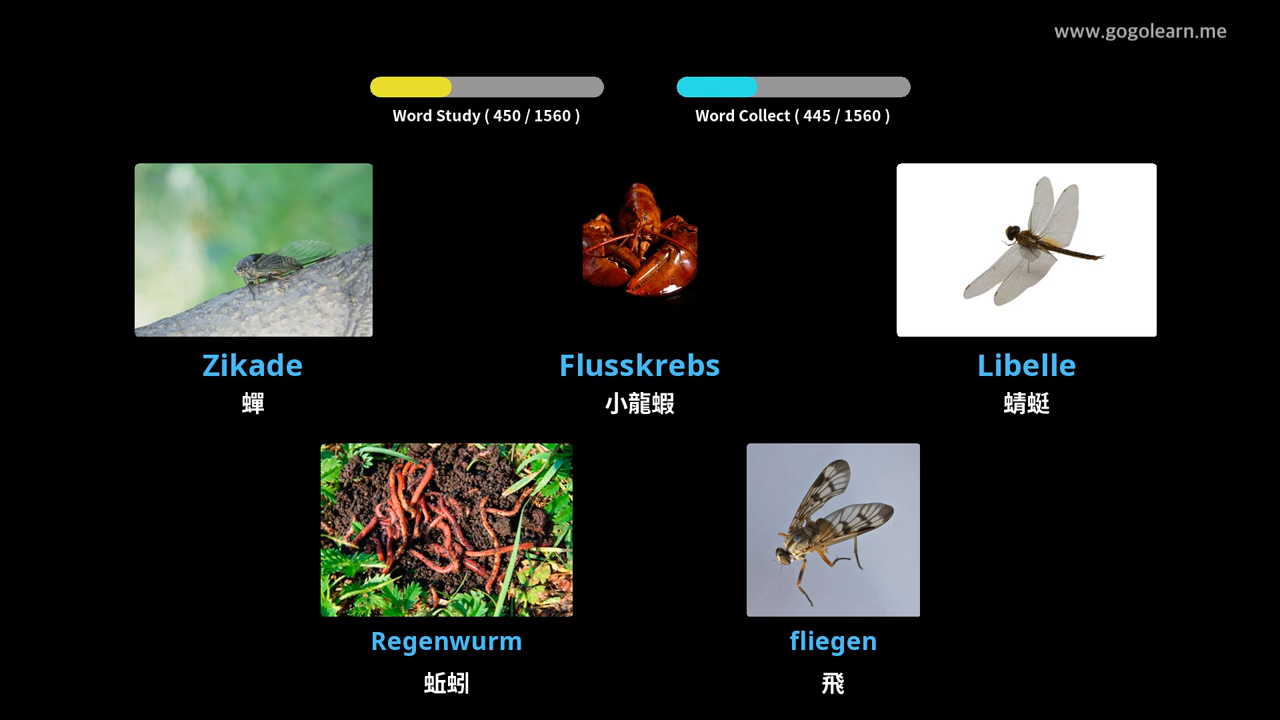 www.gogolearn.me
Word Study ( 450 / 1560 )
Word Collect ( 445 / 1560 )
Zikade
蟬
Flusskrebs
小龍蝦
Libelle
蜻蜓
Regenwurm
蚯蚓
fliegen
飛